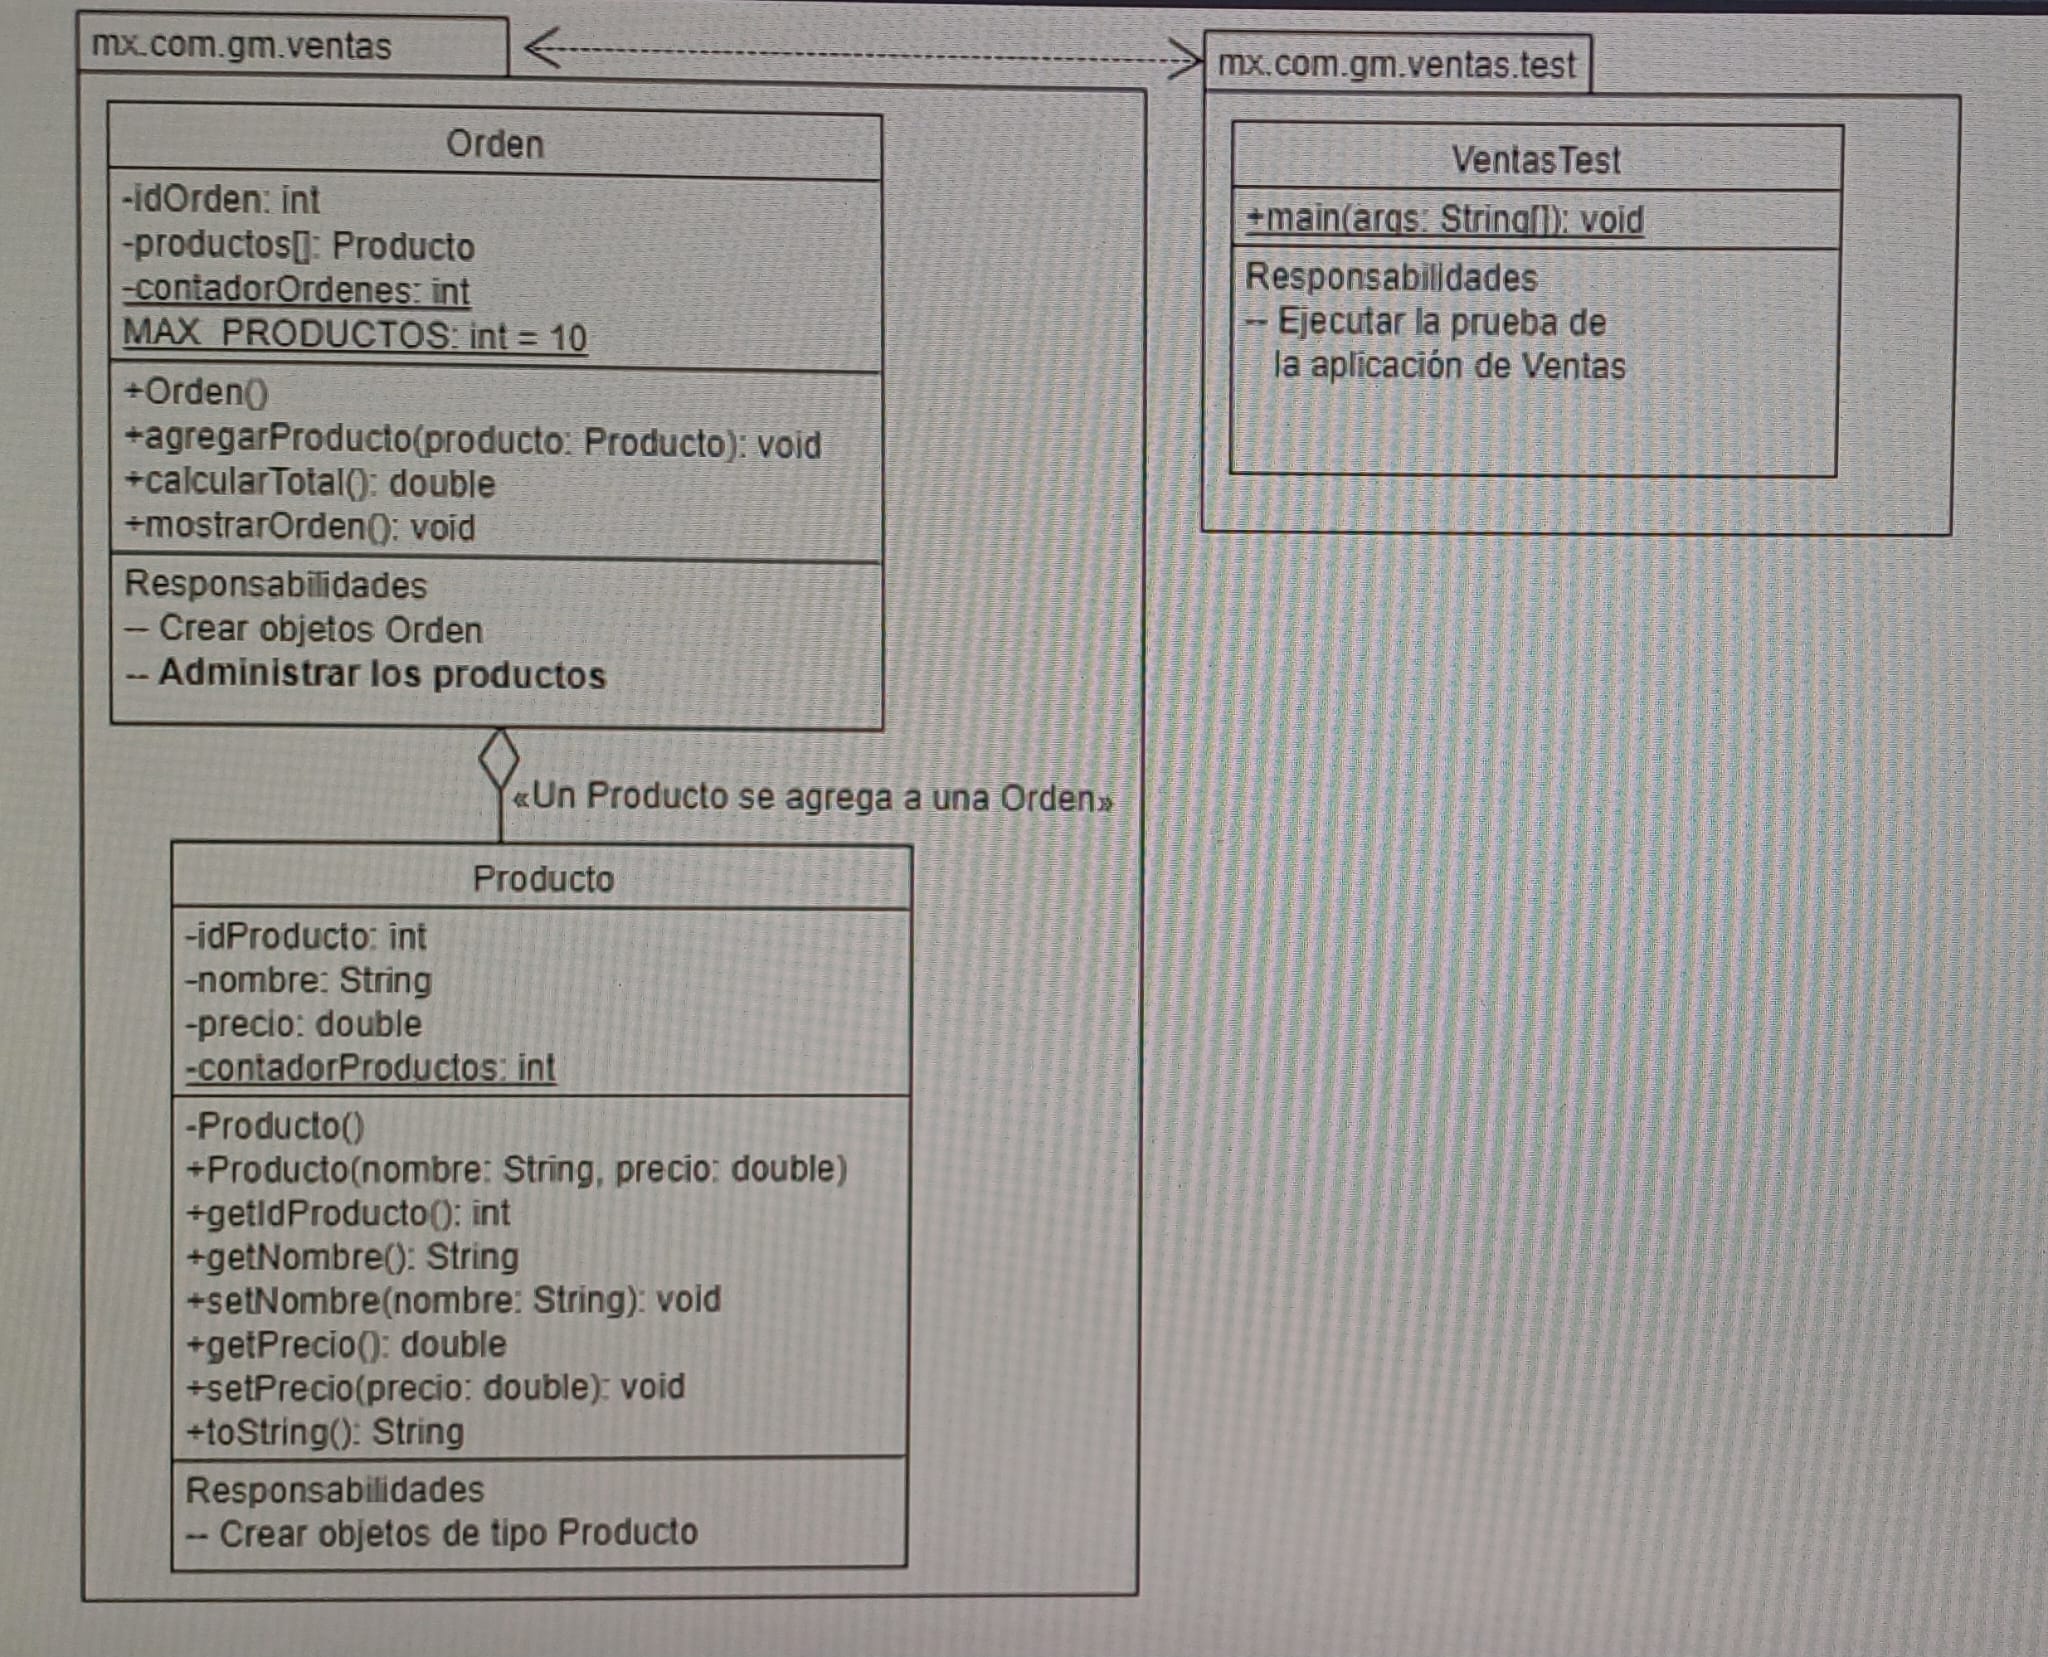 mx.com.gm.ventas
Orden
-idOrden: int
-productos[]: Producto
-contadorOrdenes: int
MAX_PRODUCTOS: int = 10
+Orden()
+agregarProducto(producto: Producto): void
+calcularTotal(): double
+mostrarOrden(): void
Responsabilidades
-- Crear objetos Orden
-- Administrar los productos
«Un Producto se agrega a una Orden»
Producto
-idProducto: int
-nombre: String
-precio: double
-contadorProductos: int
-Producto()
+Producto(nombre: String, precio: double)
+getIdProducto(): int
+getNombre(): String
+setNombre(nombre: String): void
+getPrecio(): double
+setPrecio(precio: double): void
+toString(): String
Responsabilidades
-- Crear objetos de tipo Producto
mx.com.gm.ventas.test
VentasTest
+main(args: String[]): void
Responsabilidades
-- Ejecutar la prueba de
la aplicación de Ventas